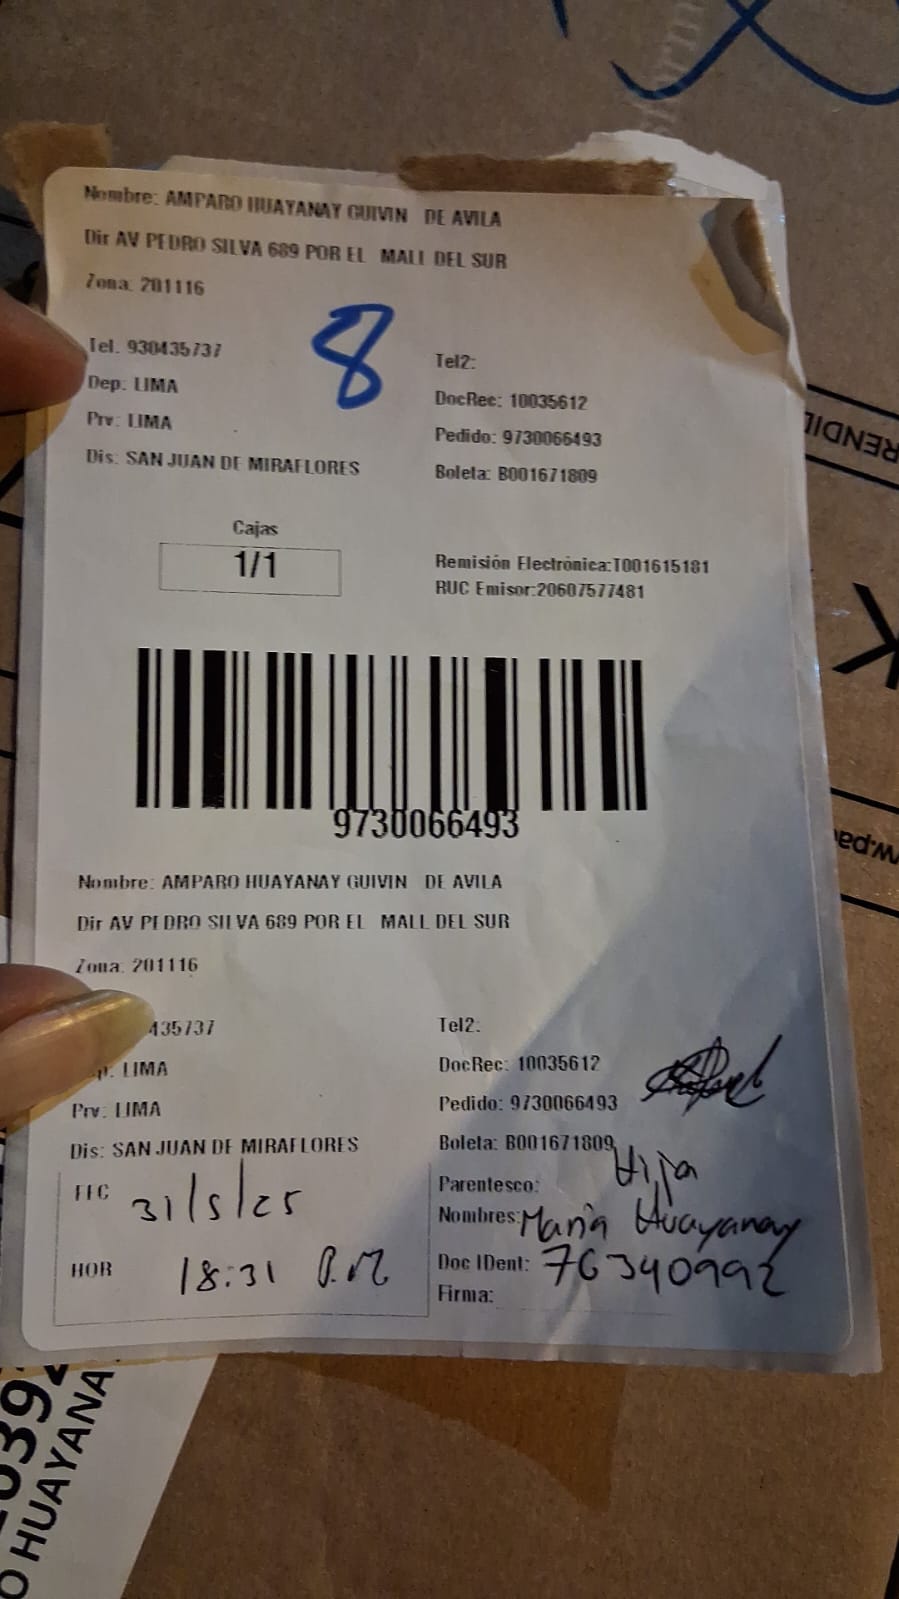 Nombre: AMPARO HUAYANAY GUIVIN DE AVILA
Dir AV PEDRO SILVA 689 POR EL MALL DEL SUR
Zona: 201116
8
Tel. 930435737
Tel2:
Dep: LIMA
DocRec: 10035612
Prv: LIMA
Pedido: 9730066493
Dis: SAN JUAN DE MIRAFLORES
Boleta: B001671809
Cajas
1/1
Remisión Electrónica:T001615181
RUC Emisor:20607577481
9730066493
Nombre: AMPARO HUAYANAY GUIVIN DE AVILA
Dir AV PEDRO SILVA 689 POR EL MALL DEL SUR
Zona: 201116
435737
Tel2:
p: LIMA
DocRec: 10035612
Prv: LIMA
Pedido: 9730066493
Dis: SAN JUAN DE MIRAFLORES
Boleta: B001671809
FEC 31/5/25
Parentesco: Hija
Nombres: Maria Huayanay
HOR 18:31 P.M
Doc IDent: 76340992
Firma:
RENDI
K
w.pa
O HUAYANA